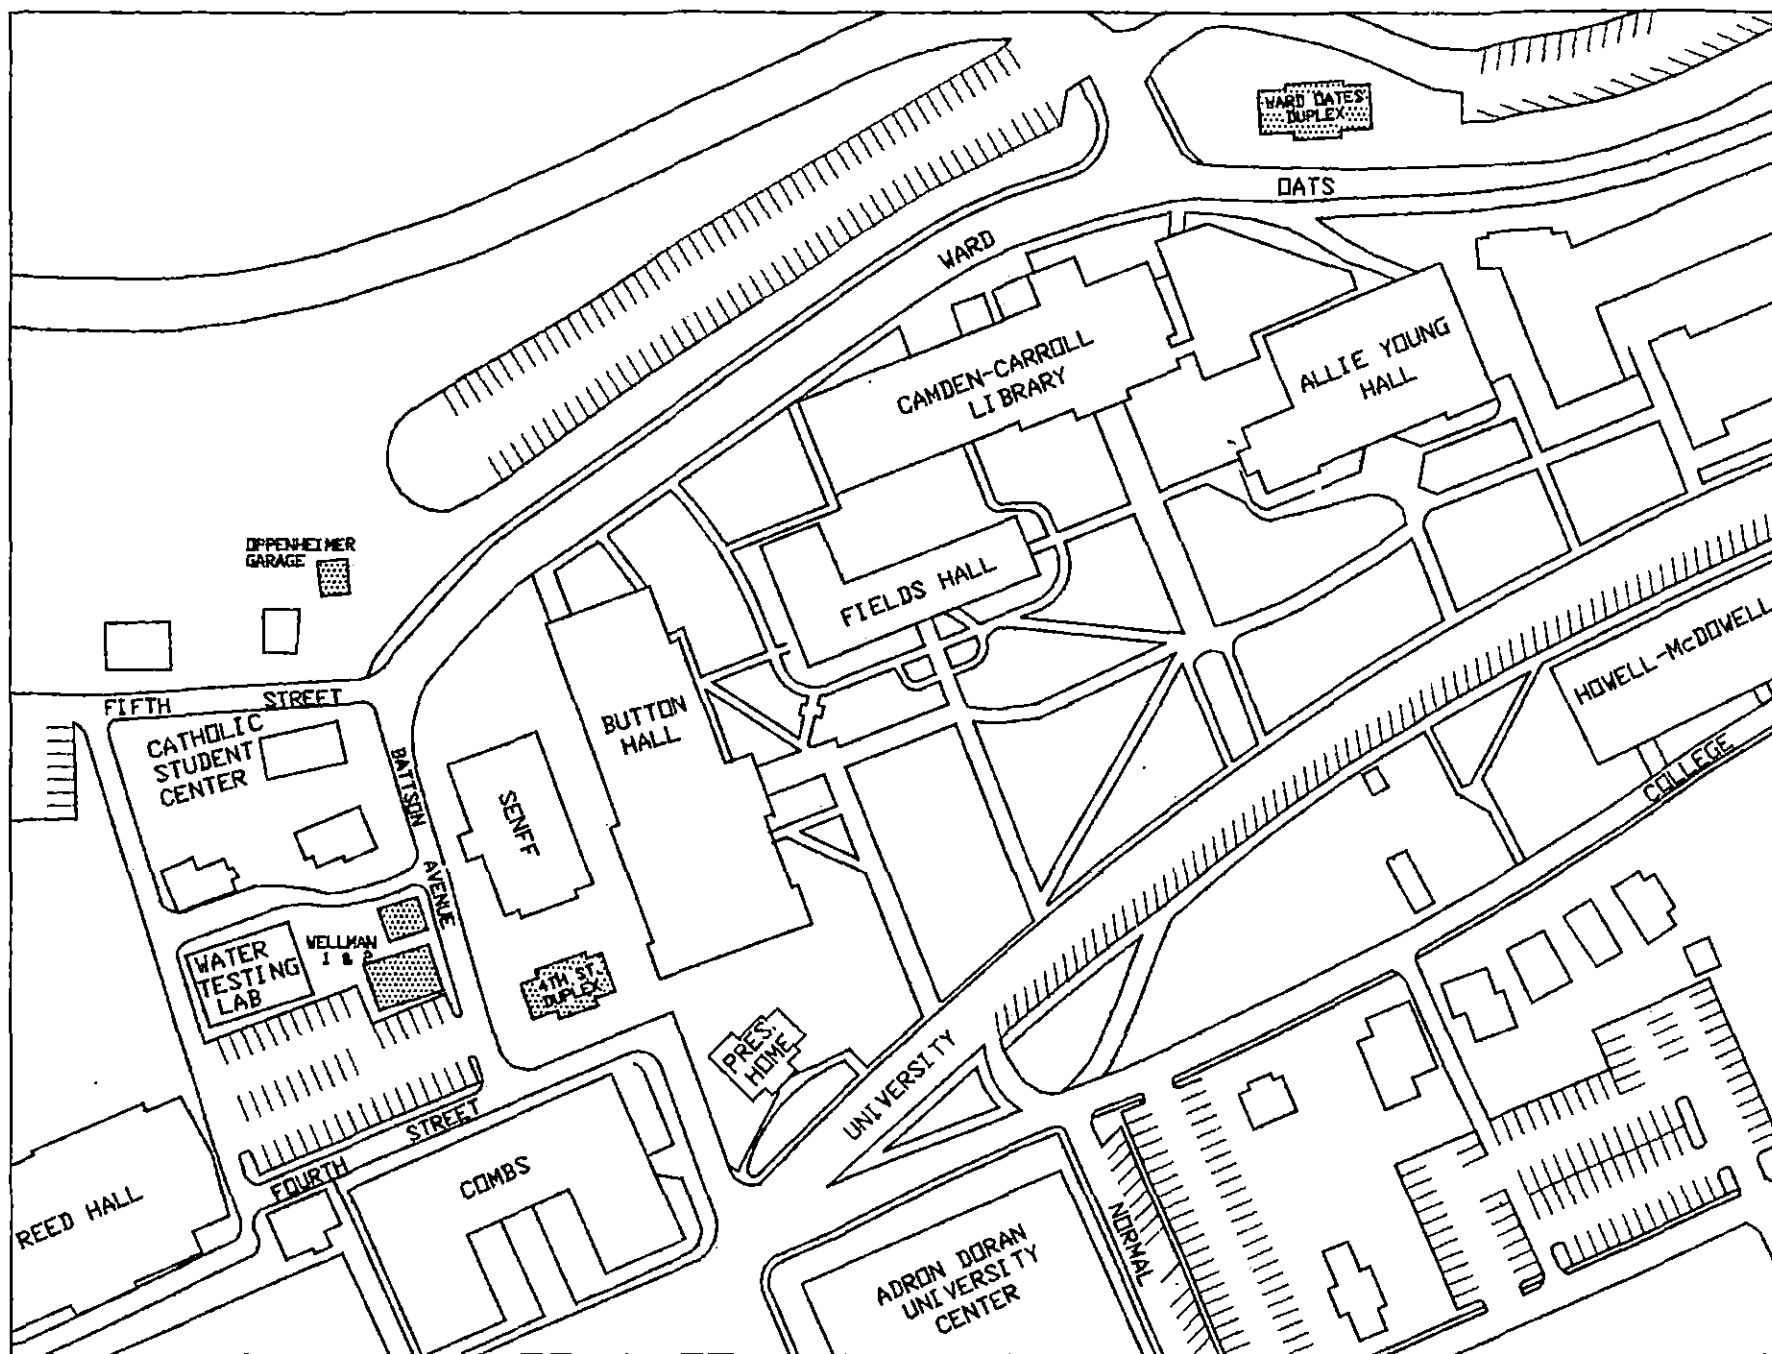 WARD OATES
DUPLEX
OATS
WARD
CAMDEN-CARROLL
LIBRARY
ALLIE YOUNG
HALL
OPPENHEIMER
GARAGE
FIELDS HALL
HOWELL-McDOWELL
FIFTH STREET
CATHOLIC
STUDENT
CENTER
BATTSON
AVENUE
BUTTON
HALL
SENFF
COLLEGE
WATER
TESTING
LAB
WELLMAN
1 & 2
4TH ST.
DUPLEX
PRES.
HOME
UNIVERSITY
FOURTH STREET
COMBS
REED HALL
NORMAL
ADRON DORAN
UNIVERSITY
CENTER